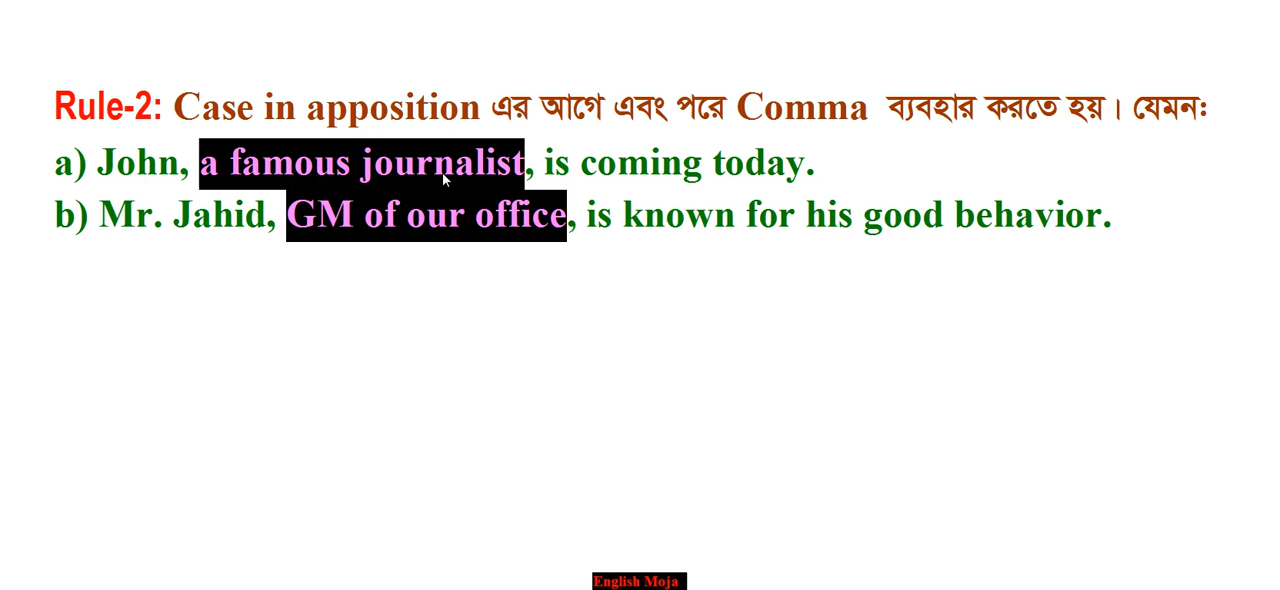 Rule-2: Case in apposition এর আগে এবং পরে Comma ব্যবহার করতে হয়। যেমনঃ
a) John, a famous journalist, is coming today.
b) Mr. Jahid, GM of our office, is known for his good behavior.
English Moja